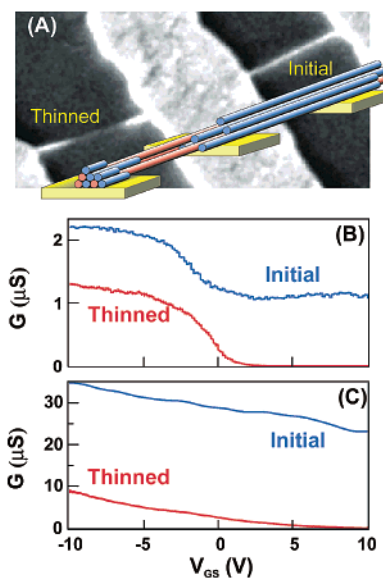 (A)
Initial
Thinned
(B)
2
Initial
1
Thinned
0
G (μS)
(C)
30
20
Initial
10
Thinned
0
G (μS)
-10 -5 0 5 10
V_GS (V)